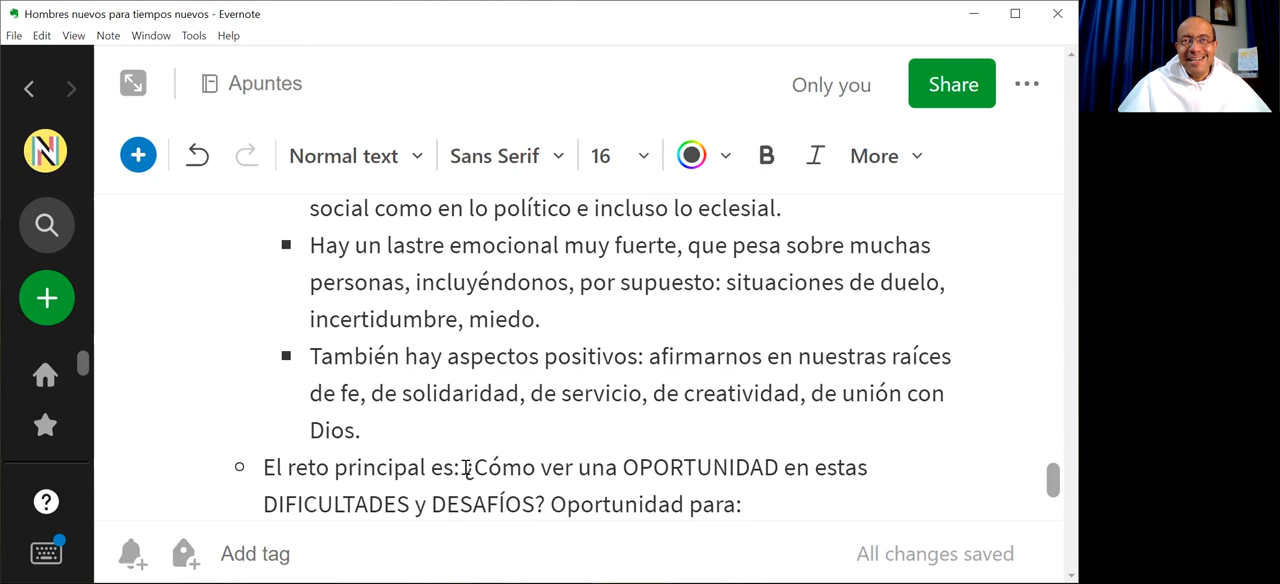 Hombres nuevos para tiempos nuevos - Evernote
File Edit View Note Window Tools Help
Apuntes
Only you
Share
Normal text
Sans Serif
16
B
I
More
social como en lo político e incluso lo eclesial.
Hay un lastre emocional muy fuerte, que pesa sobre muchas
personas, incluyéndonos, por supuesto: situaciones de duelo,
incertidumbre, miedo.
También hay aspectos positivos: afirmarnos en nuestras raíces
de fe, de solidaridad, de servicio, de creatividad, de unión con
Dios.
El reto principal es: ¿Cómo ver una OPORTUNIDAD en estas
DIFICULTADES y DESAFÍOS? Oportunidad para:
Add tag
All changes saved